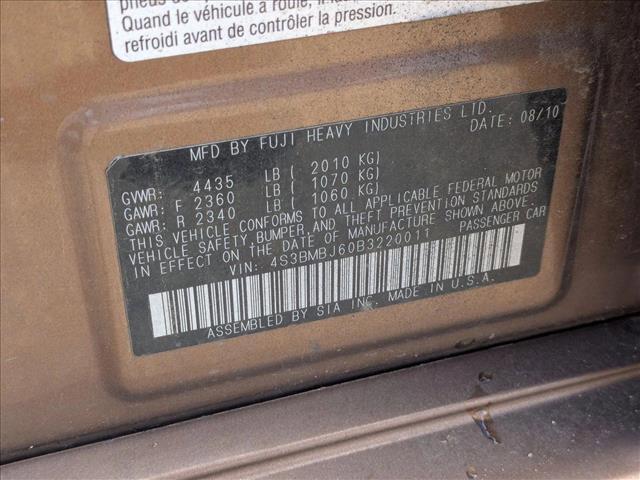 pneus
Quand le véhicule a roulé, il
refroidi avant de contrôler la pression.
MFD BY FUJI HEAVY INDUSTRIES LTD.
DATE: 08/10
GVWR: 4435 LB ( 2010 KG)
GAWR: F 2360 LB ( 1070 KG)
GAWR: R 2340 LB ( 1060 KG)
THIS VEHICLE CONFORMS TO ALL APPLICABLE FEDERAL MOTOR
VEHICLE SAFETY,BUMPER,AND THEFT PREVENTION STANDARDS
IN EFFECT ON THE DATE OF MANUFACTURE SHOWN ABOVE.
VIN: 4S3BMBJ60B3220011 PASSENGER CAR
ASSEMBLED BY SIA INC. MADE IN U.S.A.